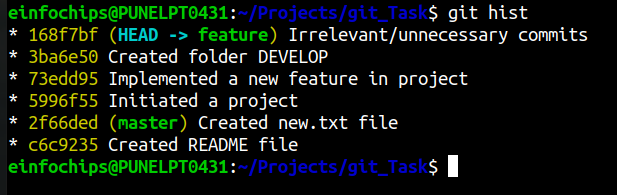 einfochips@PUNELPT0431:~/Projects/git_Task$ git hist
* 168f7bf (HEAD -> feature) Irrelevant/unnecessary commits
* 3ba6e50 Created folder DEVELOP
* 73edd95 Implemented a new feature in project
* 5996f55 Initiated a project
* 2f66ded (master) Created new.txt file
* c6c9235 Created README file
einfochips@PUNELPT0431:~/Projects/git_Task$